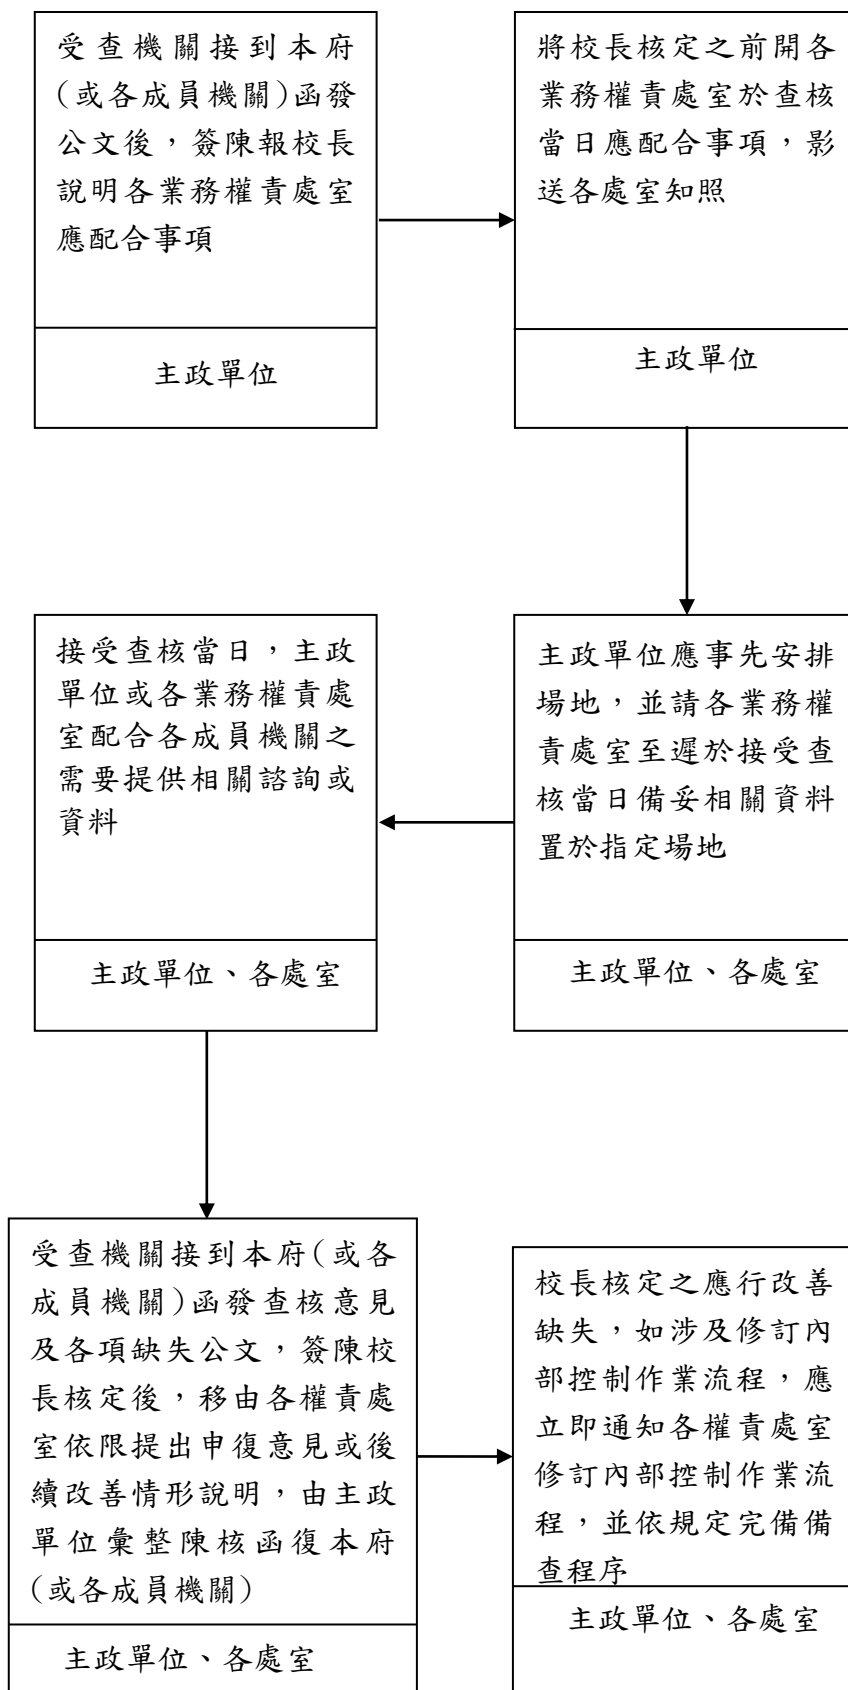 受查機關接到本府
(或各成員機關)函發
公文後，簽陳報校長
說明各業務權責處室
應配合事項
主政單位
將校長核定之前開各
業務權責處室於查核
當日應配合事項，影
送各處室知照
主政單位
主政單位應事先安排
場地，並請各業務權
責處室至遲於接受查
核當日備妥相關資料
置於指定場地
主政單位、各處室
接受查核當日，主政
單位或各業務權責處
室配合各成員機關之
需要提供相關諮詢或
資料
主政單位、各處室
受查機關接到本府(或各
成員機關)函發查核意見
及各項缺失公文，簽陳校
長核定後，移由各權責處
室依限提出申復意見或後
續改善情形說明，由主政
單位彙整陳核函復本府
(或各成員機關)
主政單位、各處室
校長核定之應行改善
缺失，如涉及修訂內
部控制作業流程，應
立即通知各權責處室
修訂內部控制作業流
程，並依規定完備備
查程序
主政單位、各處室